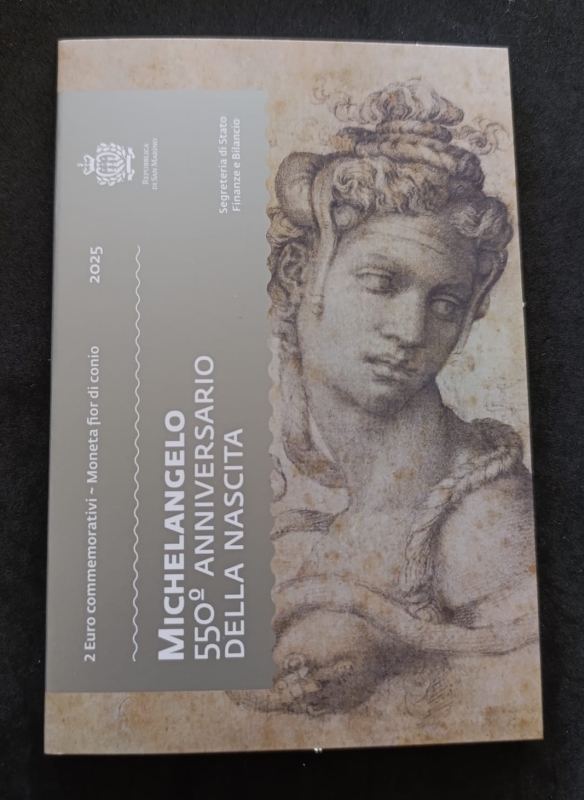 REPUBBLICA
DI SAN MARINO
Segreteria di Stato
Finanze e Bilancio
2 Euro commemorativi ~ Moneta fior di conio 2025
MICHELANGELO
550º ANNIVERSARIO
DELLA NASCITA